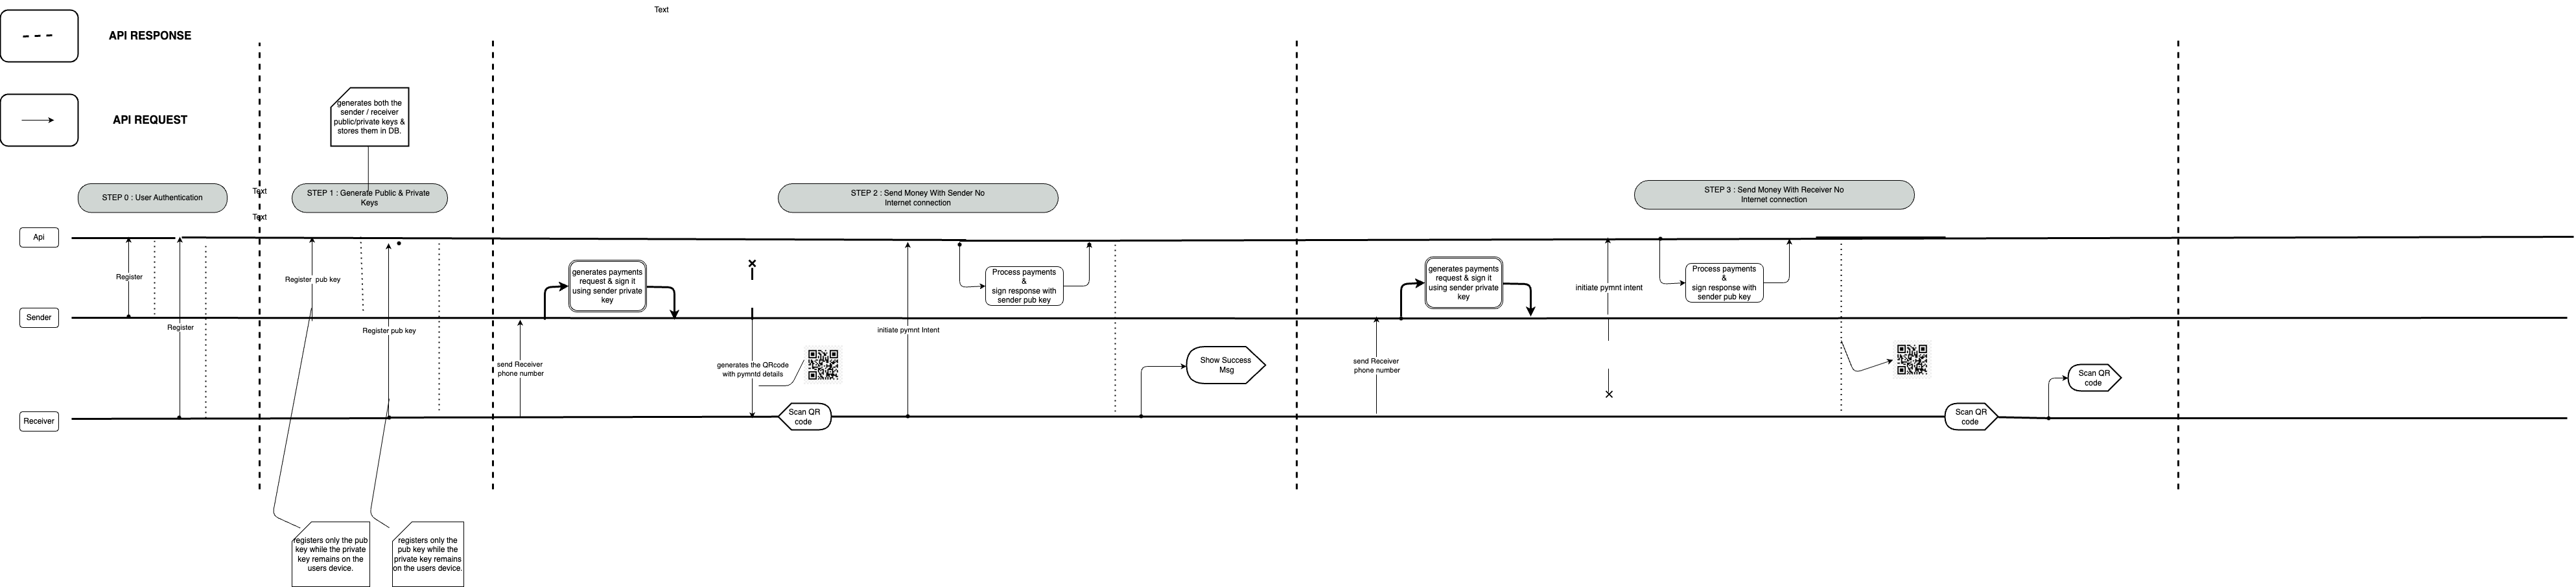 Text
API RESPONSE
API REQUEST
generates both the
sender / receiver
public/private keys &
stores them in DB.
STEP 0 : User Authentication
Text
Text
STEP 1 : Generate Public & Private
Keys
STEP 2 : Send Money With Sender No
Internet connection
STEP 3 : Send Money With Receiver No
Internet connection
Api
Sender
Receiver
Register
Register
Register pub key
Register pub key
send Receiver
phone number
generates payments
request & sign it
using sender private
key
generates the QRcode
with pymntd details
Scan QR
code
initiate pymnt Intent
Process payments
&
sign response with
sender pub key
Show Success
Msg
send Receiver
phone number
generates payments
request & sign it
using sender private
key
initiate pymnt intent
Process payments
&
sign response with
sender pub key
Scan QR
code
Scan QR
code
registers only the pub
key while the private
key remains on the
users device.
registers only the
pub key while the
private key remains
on the users device.